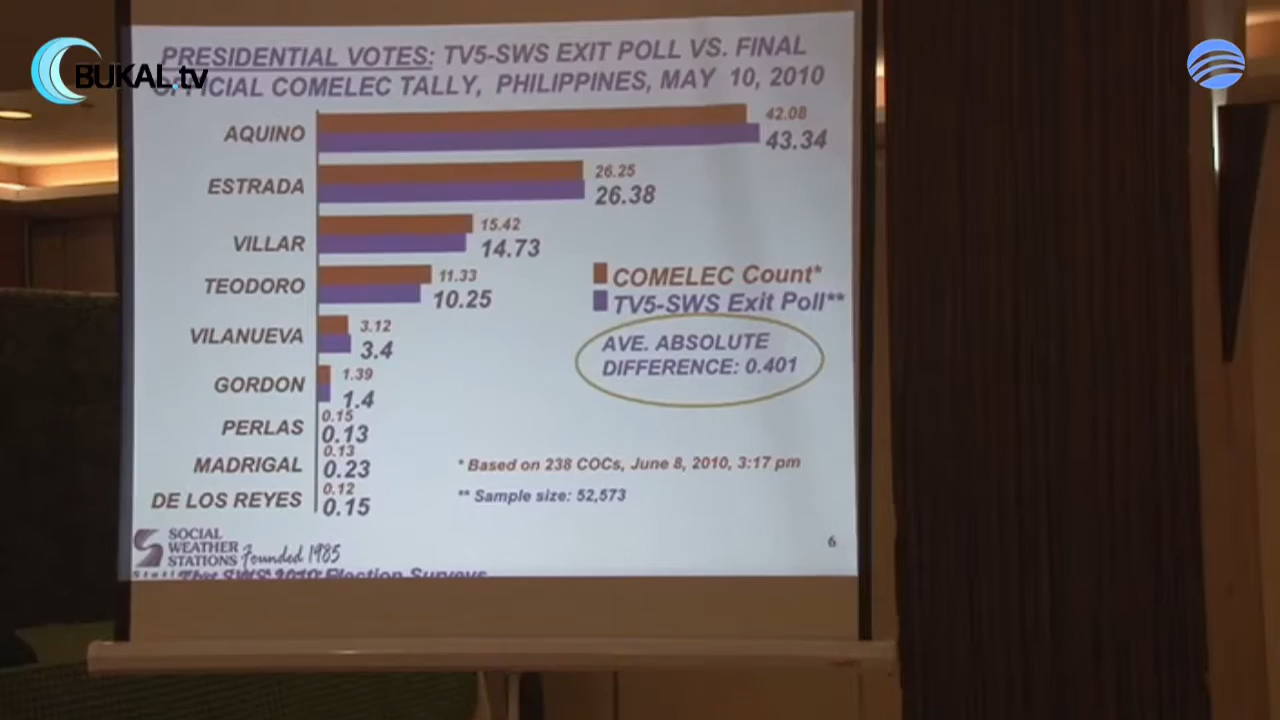 BUKAL.tv
PRESIDENTIAL VOTES: TV5-SWS EXIT POLL VS. FINAL
OFFICIAL COMELEC TALLY, PHILIPPINES, MAY 10, 2010
AQUINO 42.08
43.34
ESTRADA 26.25
26.38
VILLAR 15.42
14.73
TEODORO 11.33
10.25
VILANUEVA 3.12
3.4
GORDON 1.39
1.4
PERLAS 0.15
0.13
MADRIGAL 0.13
0.23
DE LOS REYES 0.12
0.15
COMELEC Count*
TV5-SWS Exit Poll**
AVE. ABSOLUTE
DIFFERENCE: 0.401
* Based on 238 COCs, June 8, 2010, 3:17 pm
** Sample size: 52,573
SOCIAL
WEATHER
STATIONS Founded 1985
6
The SWS 2010 Election Surveys